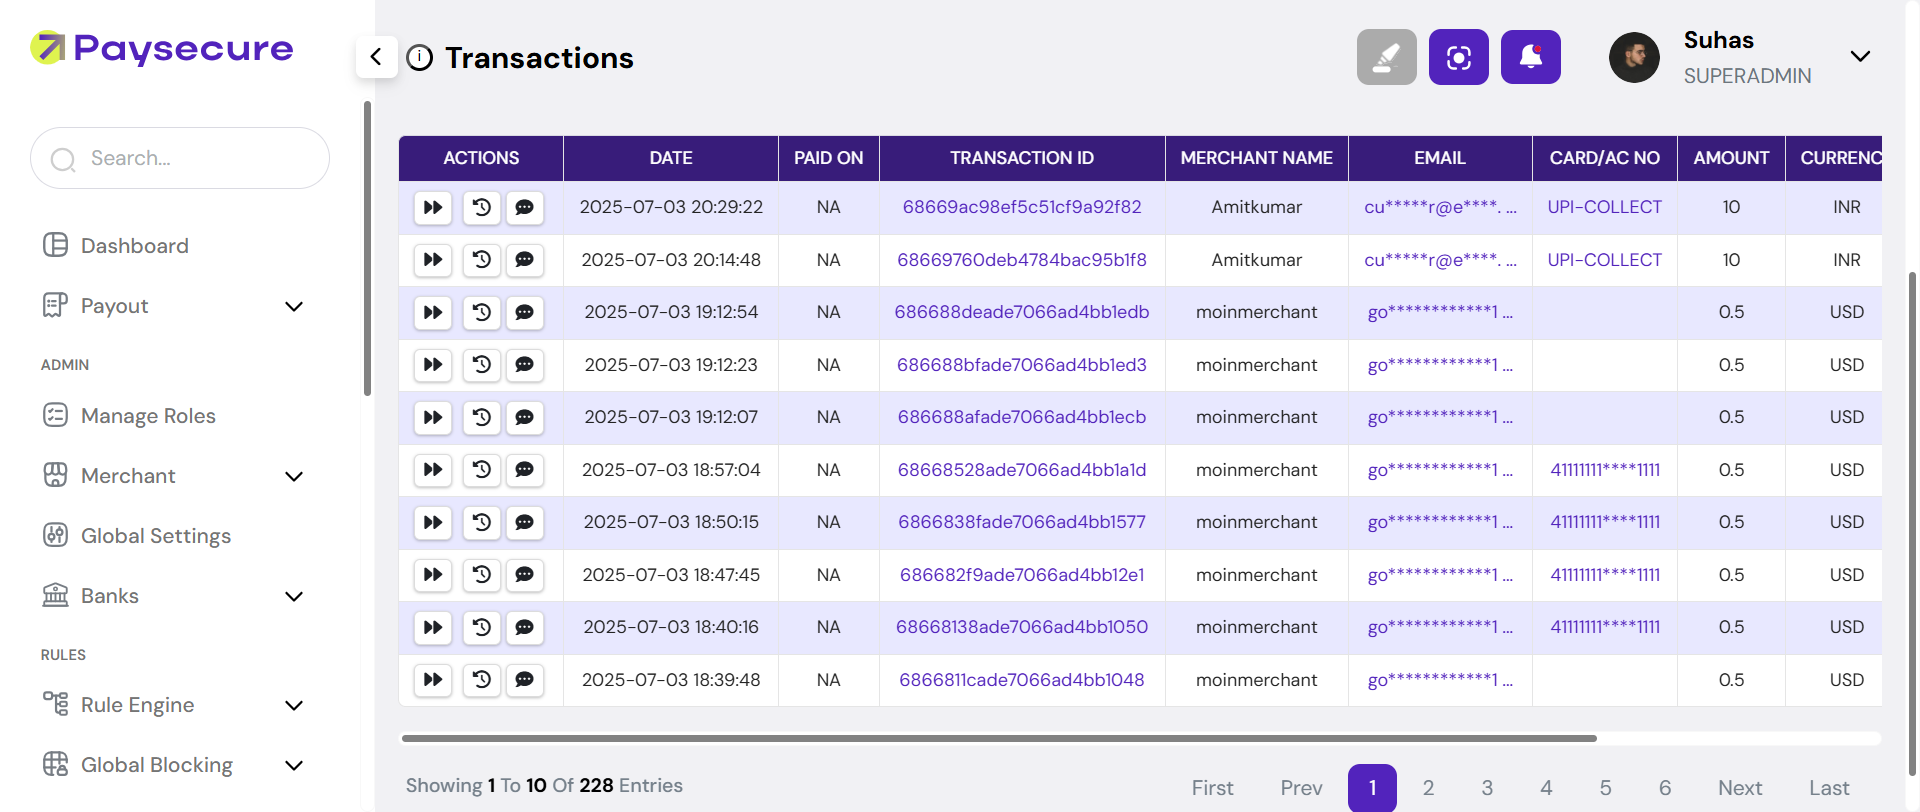 Paysecure
Search...
Dashboard
Payout
ADMIN
Manage Roles
Merchant
Global Settings
Banks
RULES
Rule Engine
Global Blocking
Transactions
Suhas
SUPERADMIN
ACTIONS DATE PAID ON TRANSACTION ID MERCHANT NAME EMAIL CARD/AC NO AMOUNT CURRENC
2025-07-03 20:29:22 NA 68669ac98ef5c51cf9a92f82 Amitkumar cu*****r@e****. ... UPI-COLLECT 10 INR
2025-07-03 20:14:48 NA 68669760deb4784bac95b1f8 Amitkumar cu*****r@e****. ... UPI-COLLECT 10 INR
2025-07-03 19:12:54 NA 686688deade7066ad4bb1edb moinmerchant go************1 ... 0.5 USD
2025-07-03 19:12:23 NA 686688bfade7066ad4bb1ed3 moinmerchant go************1 ... 0.5 USD
2025-07-03 19:12:07 NA 686688afade7066ad4bb1ecb moinmerchant go************1 ... 0.5 USD
2025-07-03 18:57:04 NA 68668528ade7066ad4bb1a1d moinmerchant go************1 ... 41111111****1111 0.5 USD
2025-07-03 18:50:15 NA 6866838fade7066ad4bb1577 moinmerchant go************1 ... 41111111****1111 0.5 USD
2025-07-03 18:47:45 NA 686682f9ade7066ad4bb12e1 moinmerchant go************1 ... 41111111****1111 0.5 USD
2025-07-03 18:40:16 NA 68668138ade7066ad4bb1050 moinmerchant go************1 ... 41111111****1111 0.5 USD
2025-07-03 18:39:48 NA 6866811cade7066ad4bb1048 moinmerchant go************1 ... 0.5 USD
Showing 1 To 10 Of 228 Entries
First Prev 1 2 3 4 5 6 Next Last